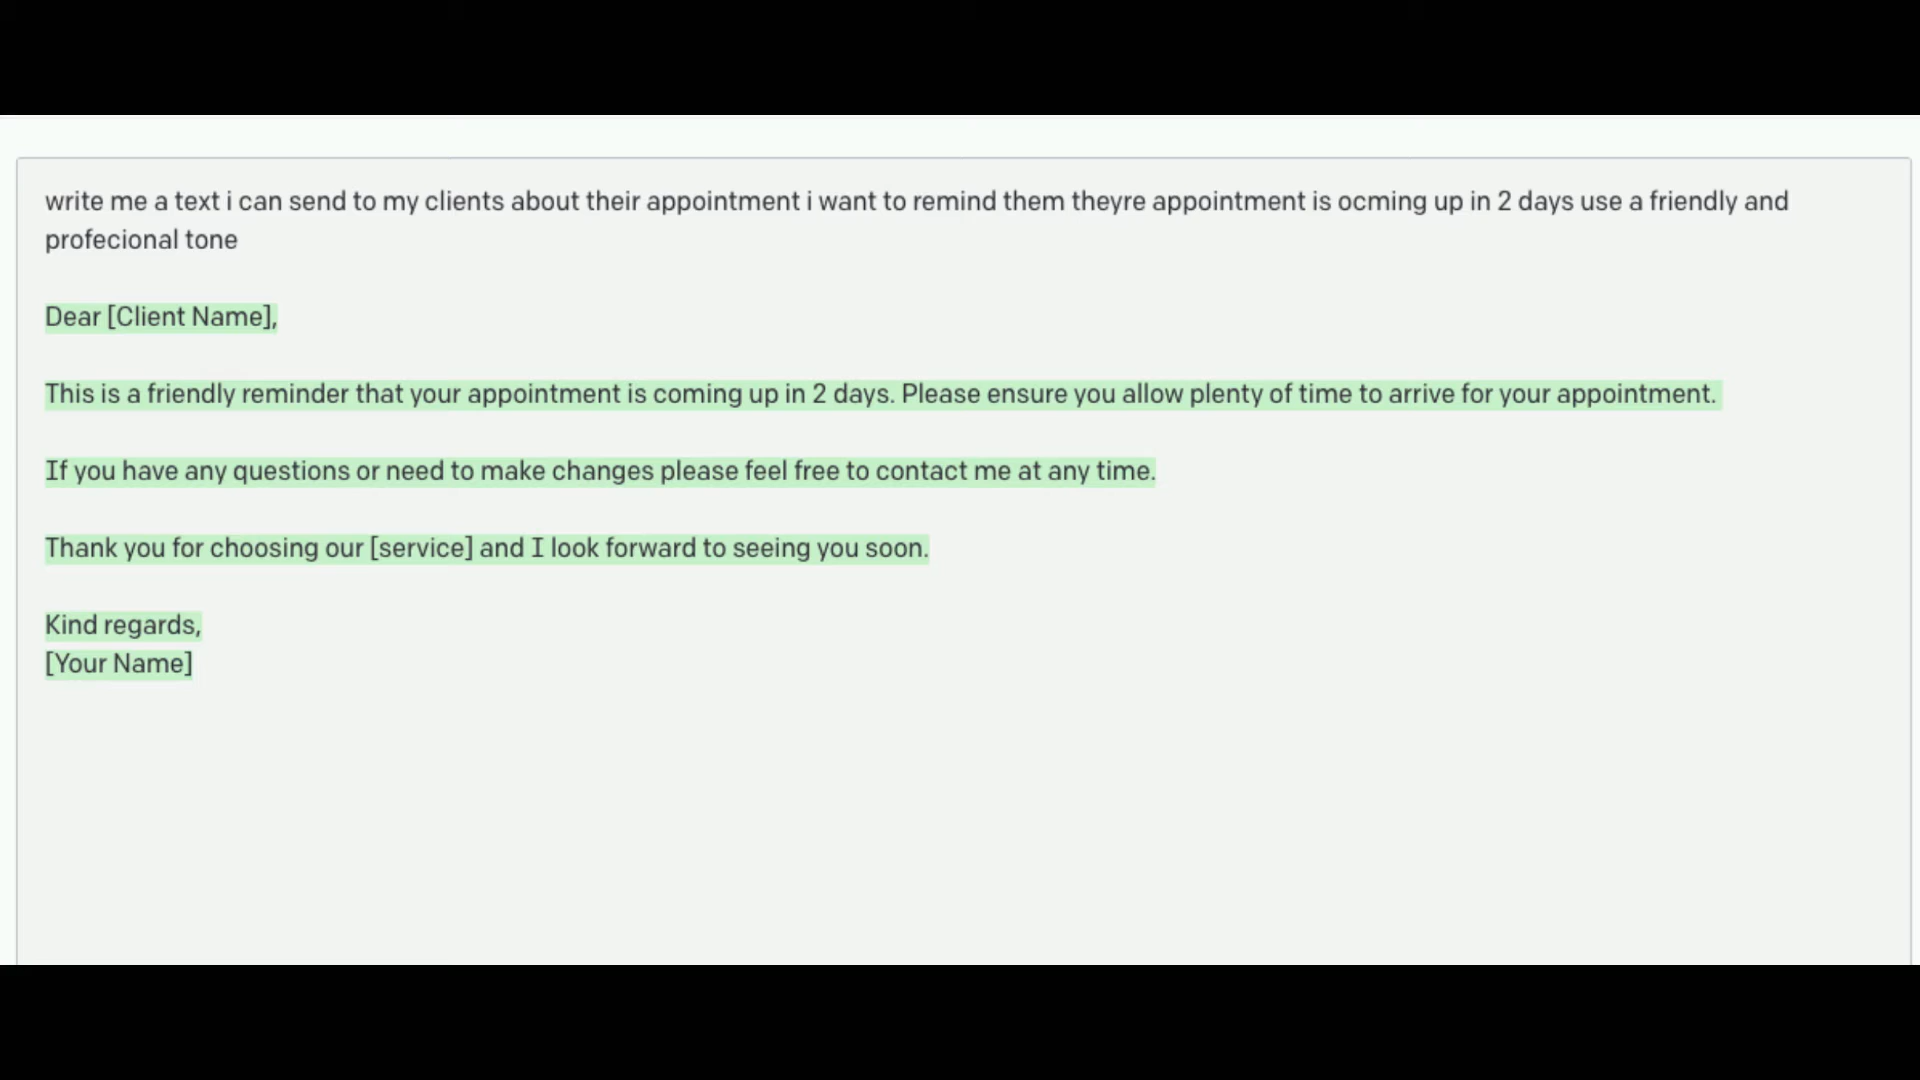 write me a text i can send to my clients about their appointment i want to remind them theyre appointment is ocming up in 2 days use a friendly and
profecional tone
Dear [Client Name],
This is a friendly reminder that your appointment is coming up in 2 days. Please ensure you allow plenty of time to arrive for your appointment.
If you have any questions or need to make changes please feel free to contact me at any time.
Thank you for choosing our [service] and I look forward to seeing you soon.
Kind regards,
[Your Name]